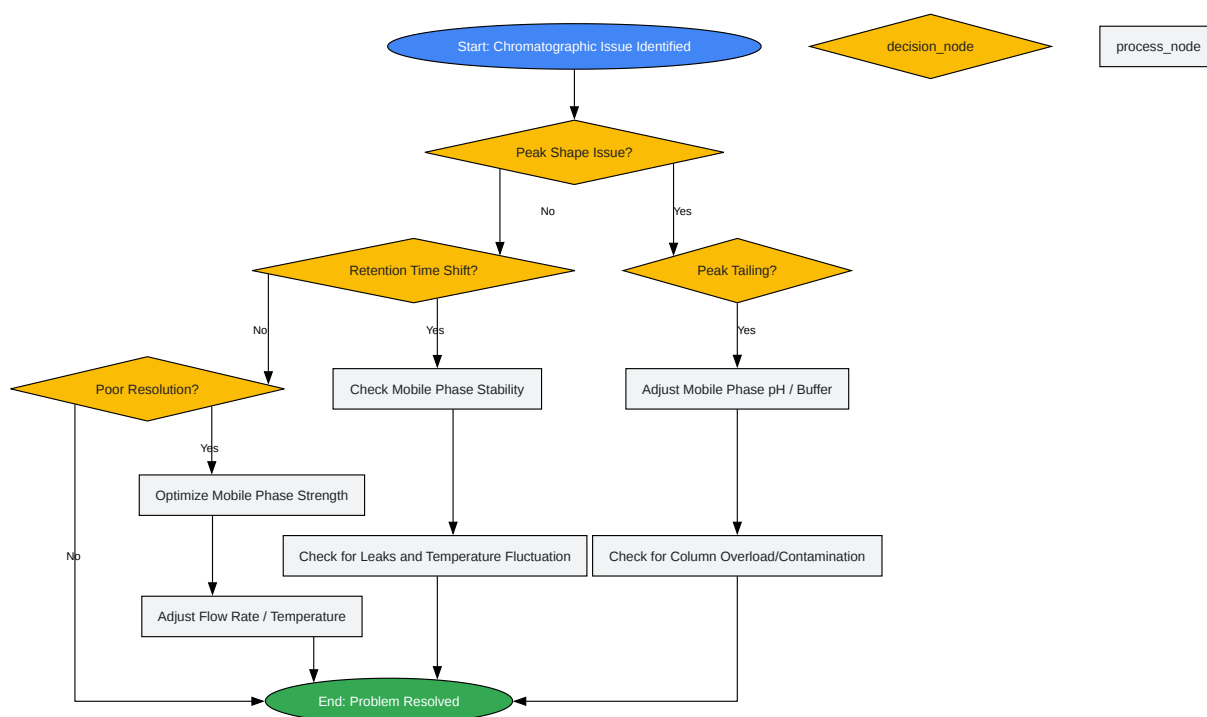 Start: Chromatographic Issue Identified
decision_node
process_node
Peak Shape Issue?
No
Yes
Retention Time Shift?
Peak Tailing?
No
Yes
Yes
Poor Resolution?
Check Mobile Phase Stability
Adjust Mobile Phase pH / Buffer
Yes
Optimize Mobile Phase Strength
No
Check for Leaks and Temperature Fluctuation
Check for Column Overload/Contamination
Adjust Flow Rate / Temperature
End: Problem Resolved